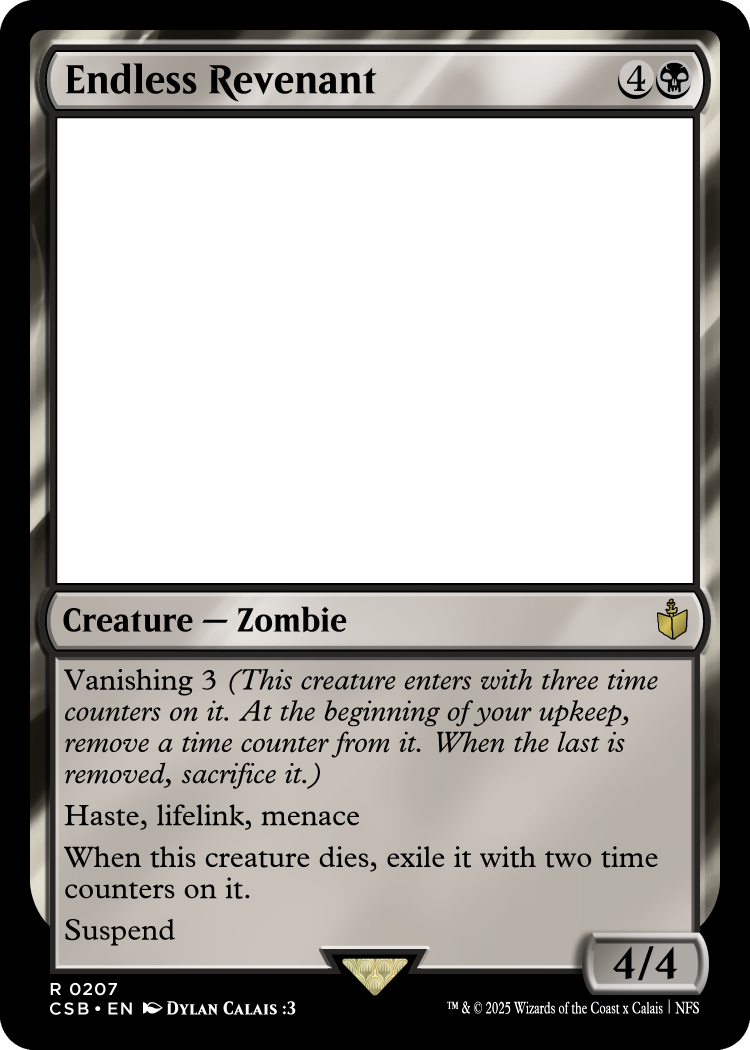 Endless Revenant 4
Creature — Zombie
Vanishing 3 (This creature enters with three time
counters on it. At the beginning of your upkeep,
remove a time counter from it. When the last is
removed, sacrifice it.)
Haste, lifelink, menace
When this creature dies, exile it with two time
counters on it.
Suspend
4/4
R 0207
CSB • EN DYLAN CALAIS :3
™ & © 2025 Wizards of the Coast x Calais | NFS